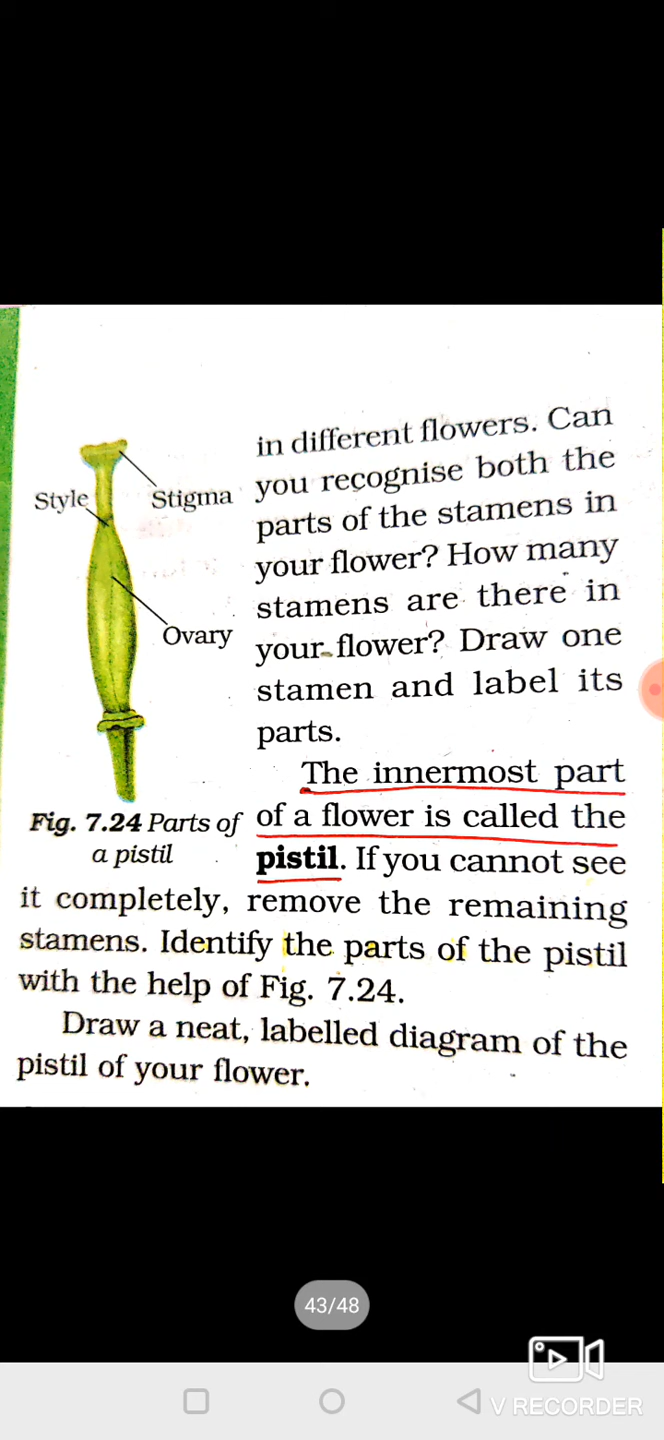 in different flowers. Can
Style
Stigma
you recognise both the
parts of the stamens in
your flower? How many
stamens are there in
Ovary
your flower? Draw one
stamen and label its
parts.
The innermost part
Fig. 7.24 Parts of
a pistil
of a flower is called the
pistil. If you cannot see
it completely, remove the remaining
stamens. Identify the parts of the pistil
with the help of Fig. 7.24.
Draw a neat, labelled diagram of the
pistil of your flower.
43/48
V RECORDER